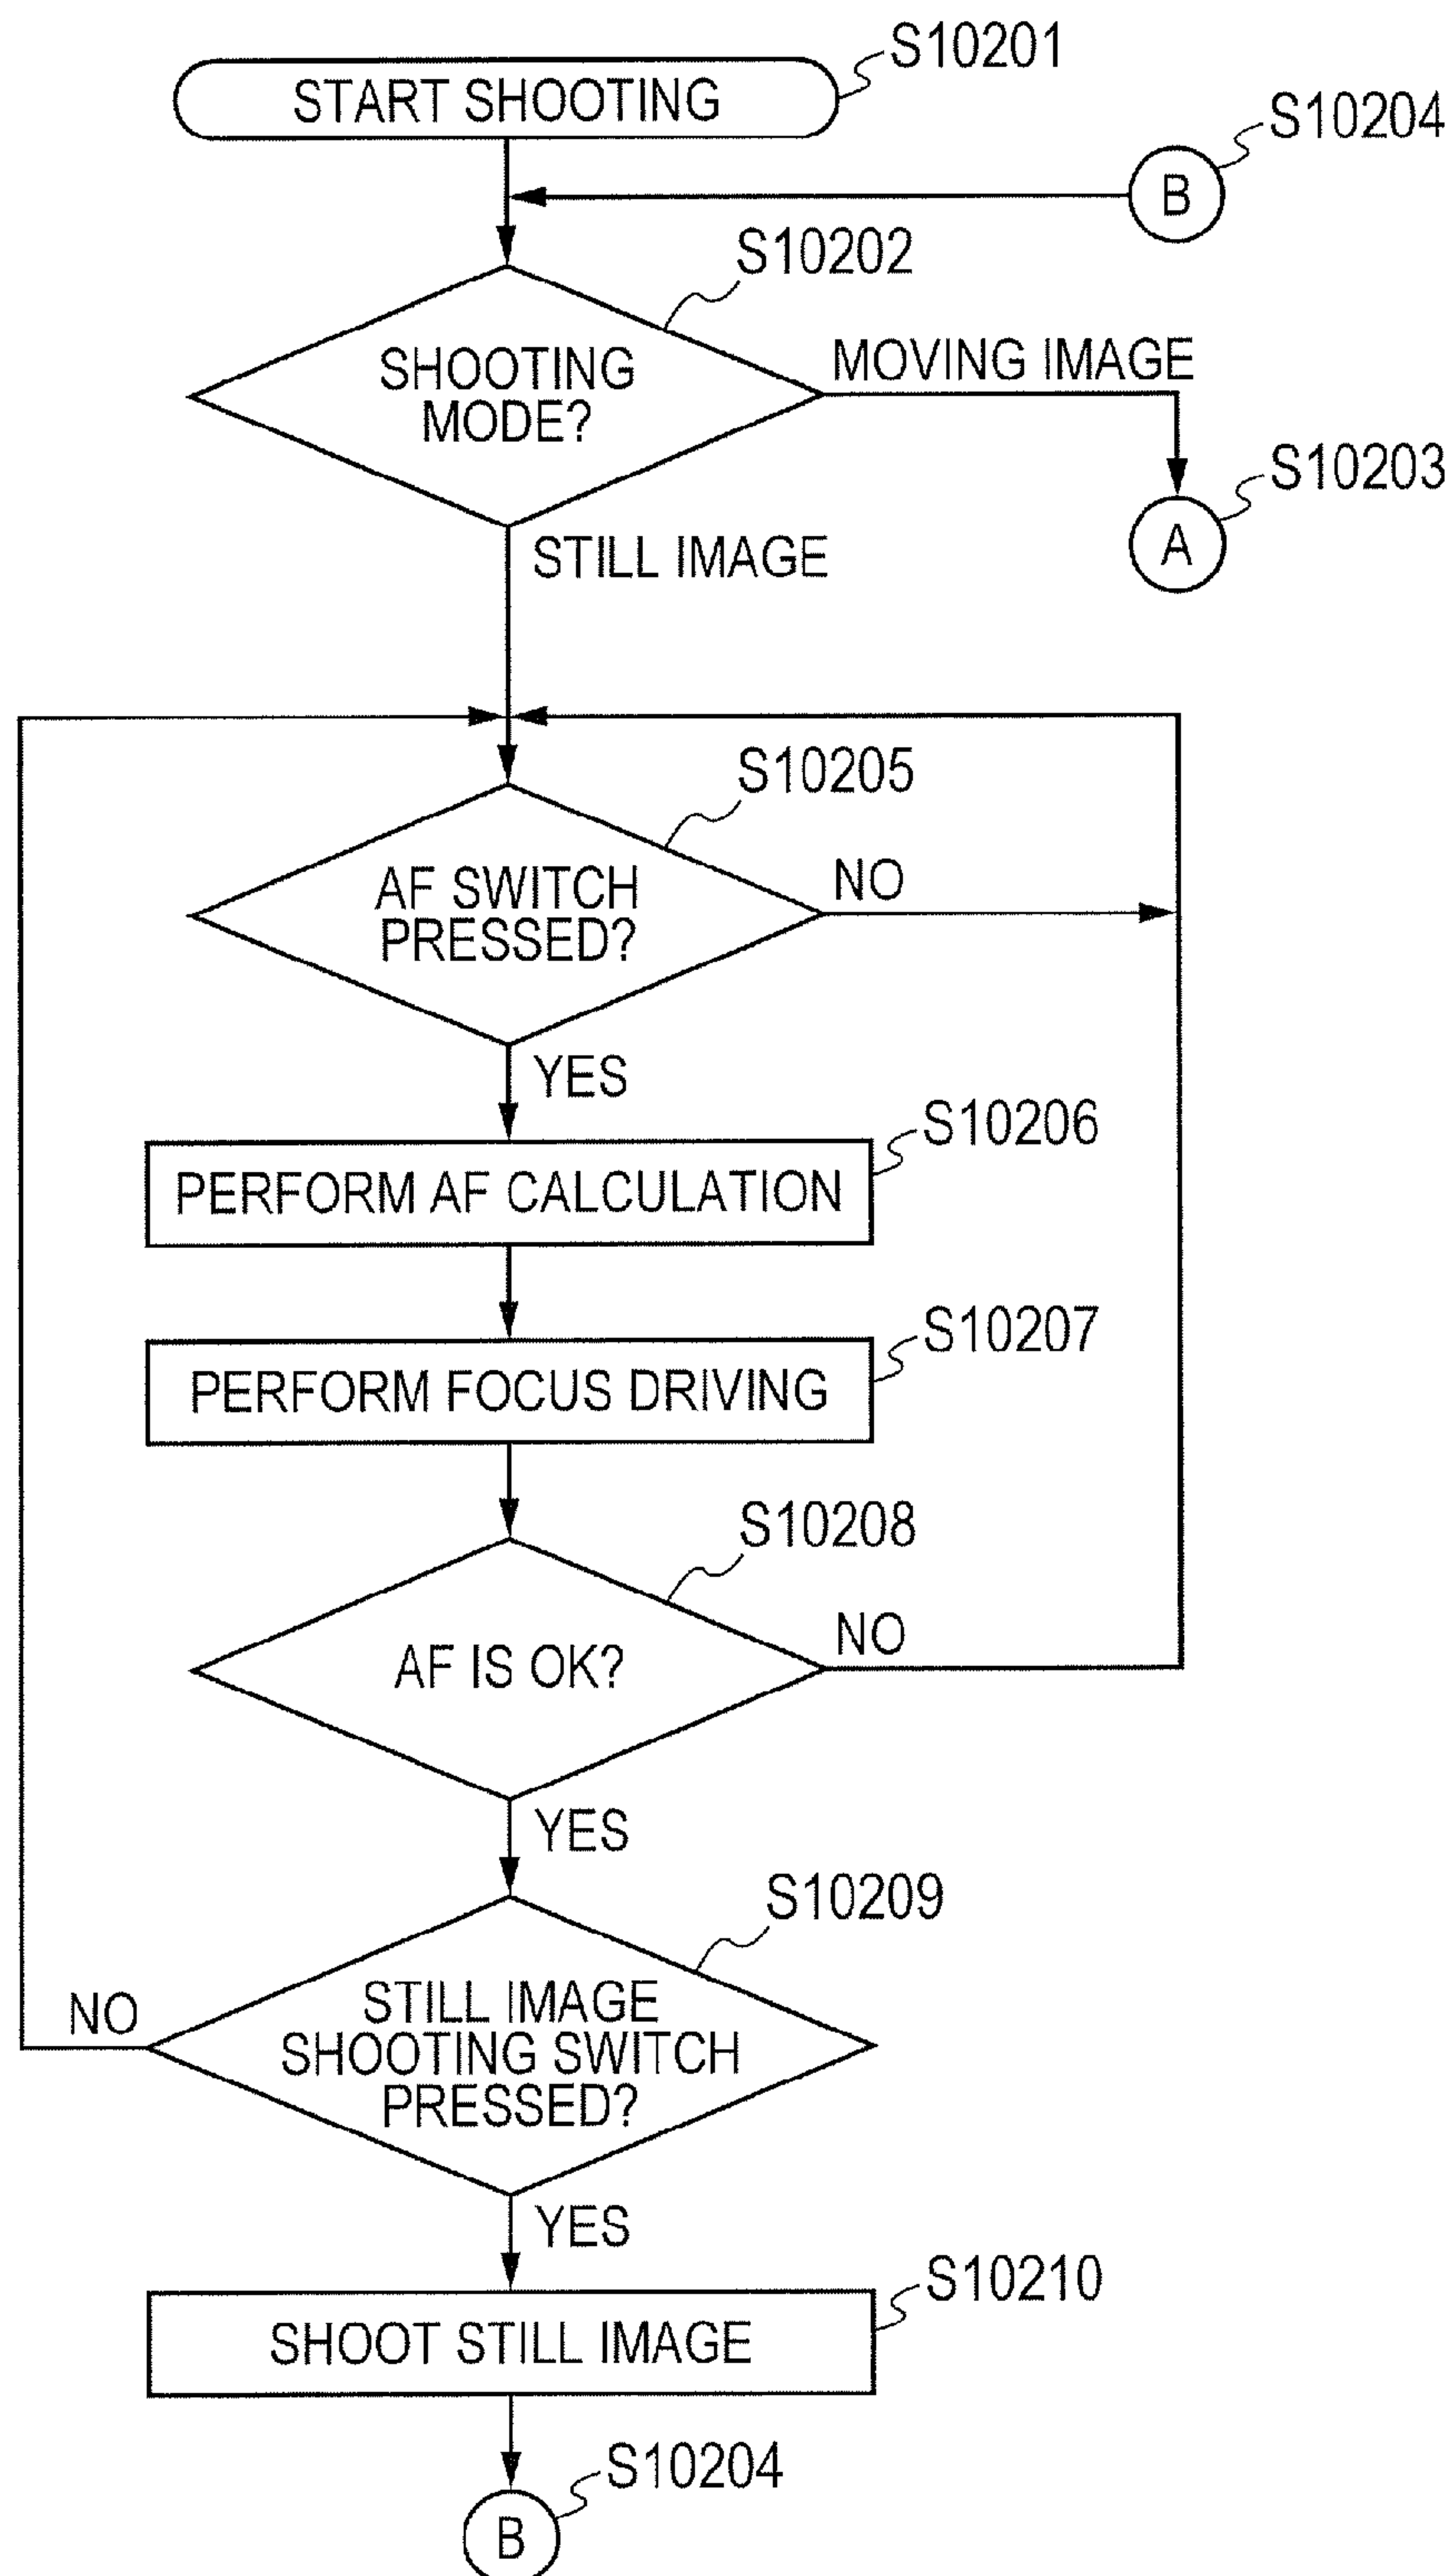 S10201
START SHOOTING
S10204
B
S10202
SHOOTING
MODE?
MOVING IMAGE
S10203
A
STILL IMAGE
S10205
AF SWITCH
PRESSED?
NO
YES
S10206
PERFORM AF CALCULATION
S10207
PERFORM FOCUS DRIVING
S10208
AF IS OK?
NO
YES
S10209
STILL IMAGE
SHOOTING SWITCH
PRESSED?
NO
YES
S10210
SHOOT STILL IMAGE
S10204
B